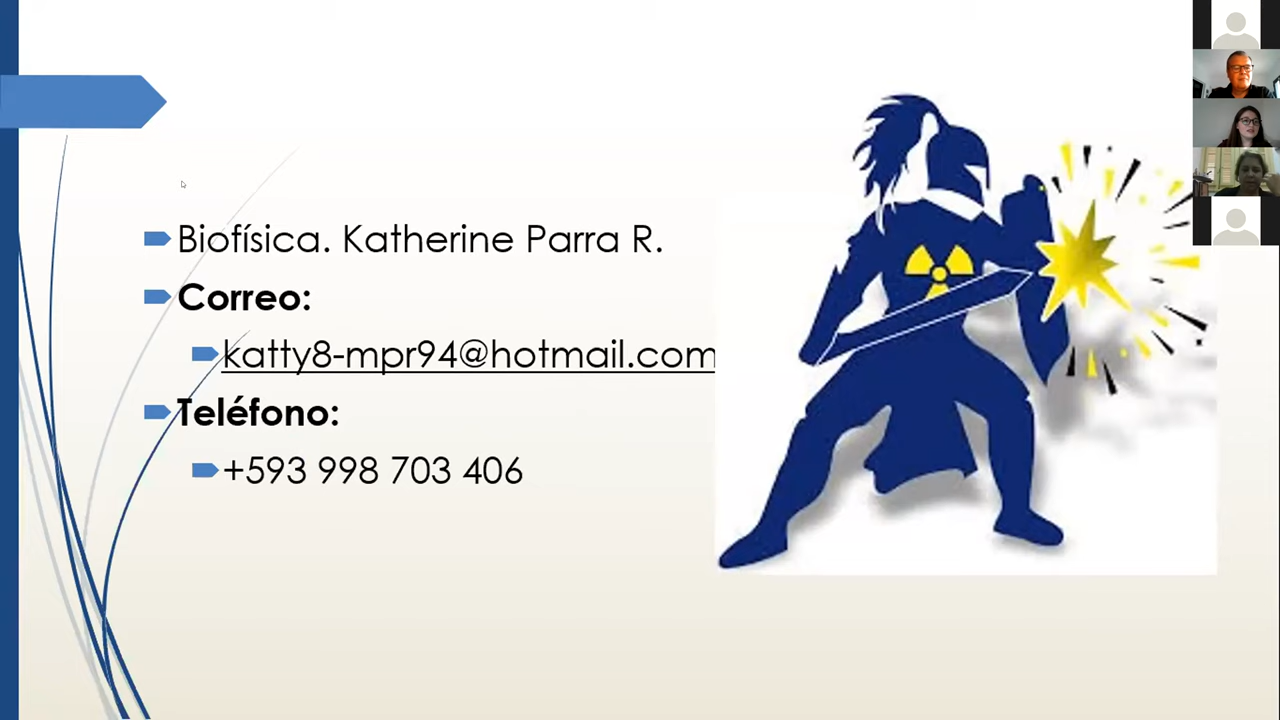 Biofísica. Katherine Parra R.
Correo:
katty8-mpr94@hotmail.com
Teléfono:
+593 998 703 406